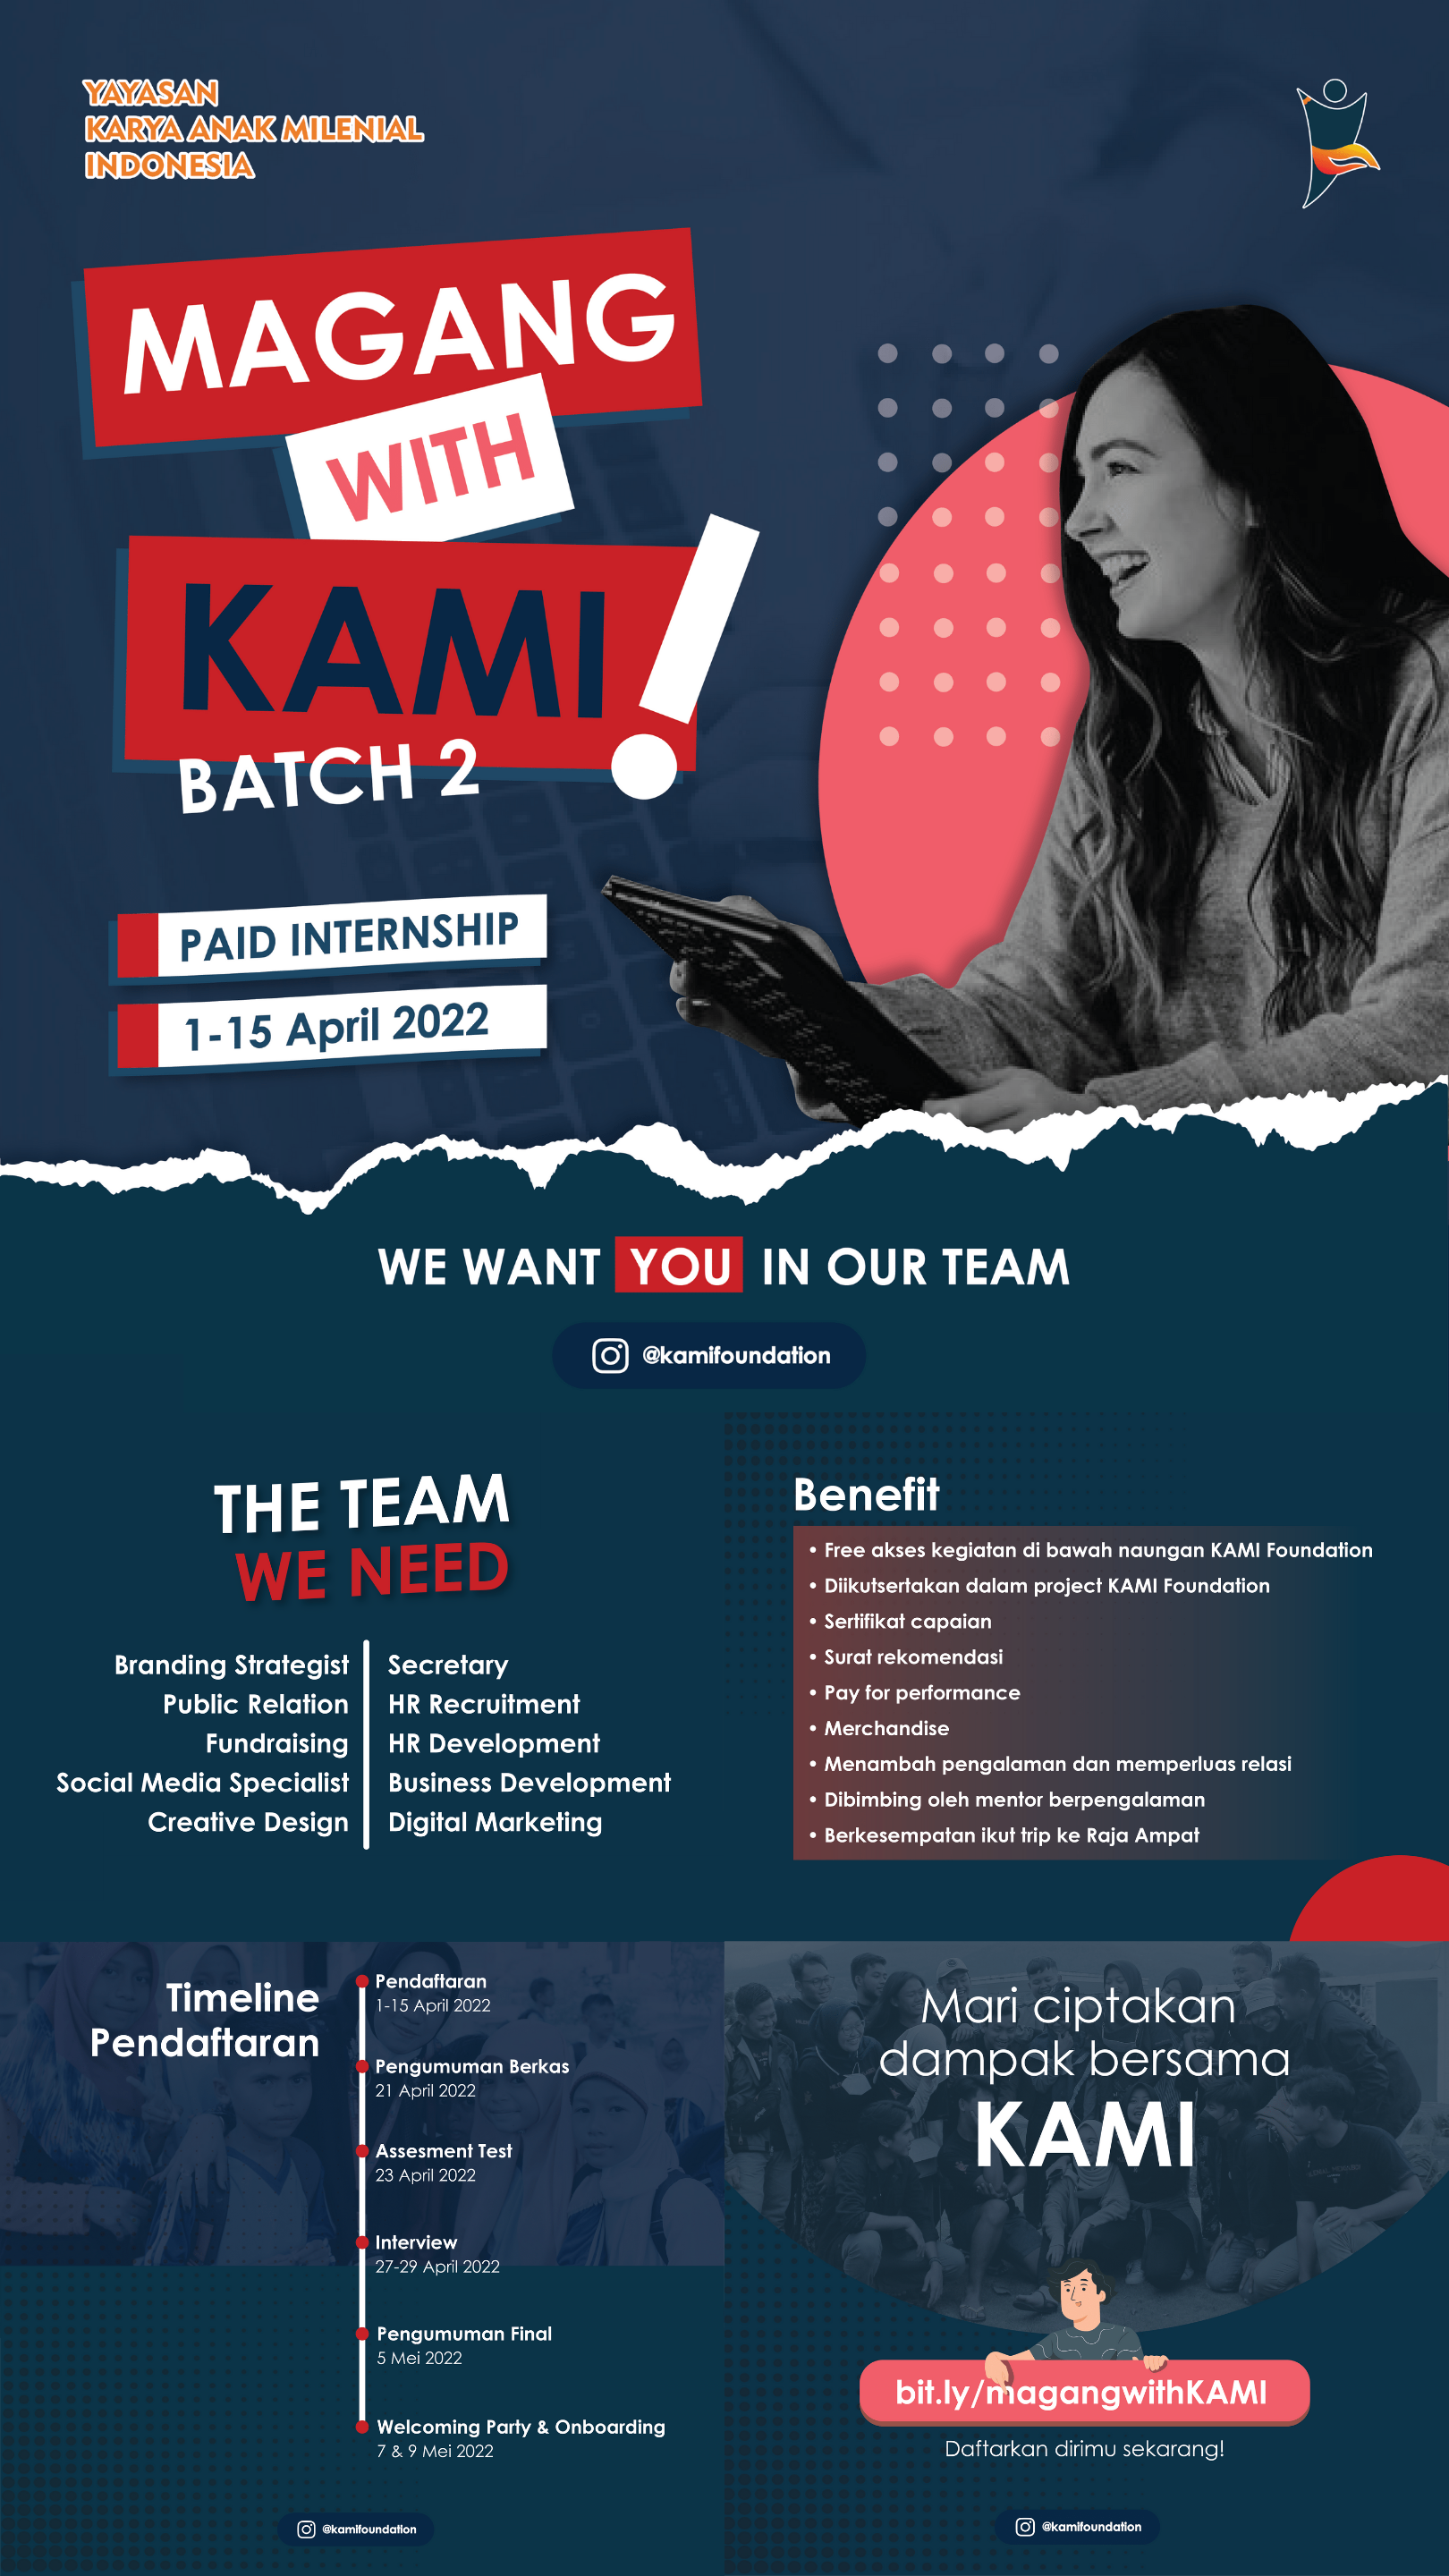 YAYASAN
KARYA ANAK MILENIAL
INDONESIA
MAGANG
WITH
KAMI!
BATCH 2
PAID INTERNSHIP
1-15 April 2022
WE WANT YOU IN OUR TEAM
@kamifoundation
THE TEAM
WE NEED
Branding Strategist
Public Relation
Fundraising
Social Media Specialist
Creative Design
Secretary
HR Recruitment
HR Development
Business Development
Digital Marketing
Benefit
• Free akses kegiatan di bawah naungan KAMI Foundation
• Diikutsertakan dalam project KAMI Foundation
• Sertifikat capaian
• Surat rekomendasi
• Pay for performance
• Merchandise
• Menambah pengalaman dan memperluas relasi
• Dibimbing oleh mentor berpengalaman
• Berkesempatan ikut trip ke Raja Ampat
Timeline
Pendaftaran
Pendaftaran
1-15 April 2022
Pengumuman Berkas
21 April 2022
Assesment Test
23 April 2022
Interview
27-29 April 2022
Pengumuman Final
5 Mei 2022
Welcoming Party & Onboarding
7 & 9 Mei 2022
@kamifoundation
Mari ciptakan
dampak bersama
KAMI
bit.ly/magangwithKAMI
Daftarkan dirimu sekarang!
@kamifoundation